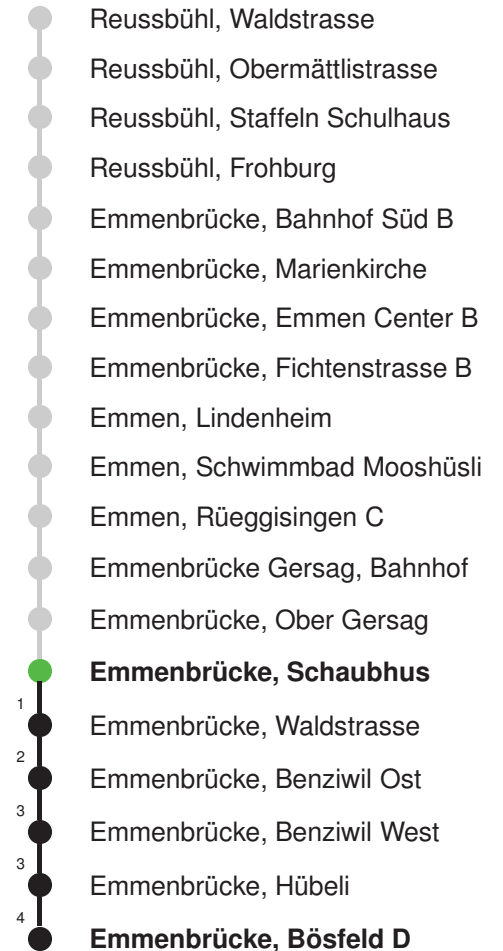 Reussbühl, Waldstrasse
Reussbühl, Obermättlistrasse
Reussbühl, Staffeln Schulhaus
Reussbühl, Frohburg
Emmenbrücke, Bahnhof Süd B
Emmenbrücke, Marienkirche
Emmenbrücke, Emmen Center B
Emmenbrücke, Fichtenstrasse B
Emmen, Lindenheim
Emmen, Schwimmbad Mooshüsli
Emmen, Rüeggisingen C
Emmenbrücke Gersag, Bahnhof
Emmenbrücke, Ober Gersag
Emmenbrücke, Schaubhus
1 Emmenbrücke, Waldstrasse
2 Emmenbrücke, Benziwil Ost
3 Emmenbrücke, Benziwil West
3 Emmenbrücke, Hübeli
4 Emmenbrücke, Bösfeld D